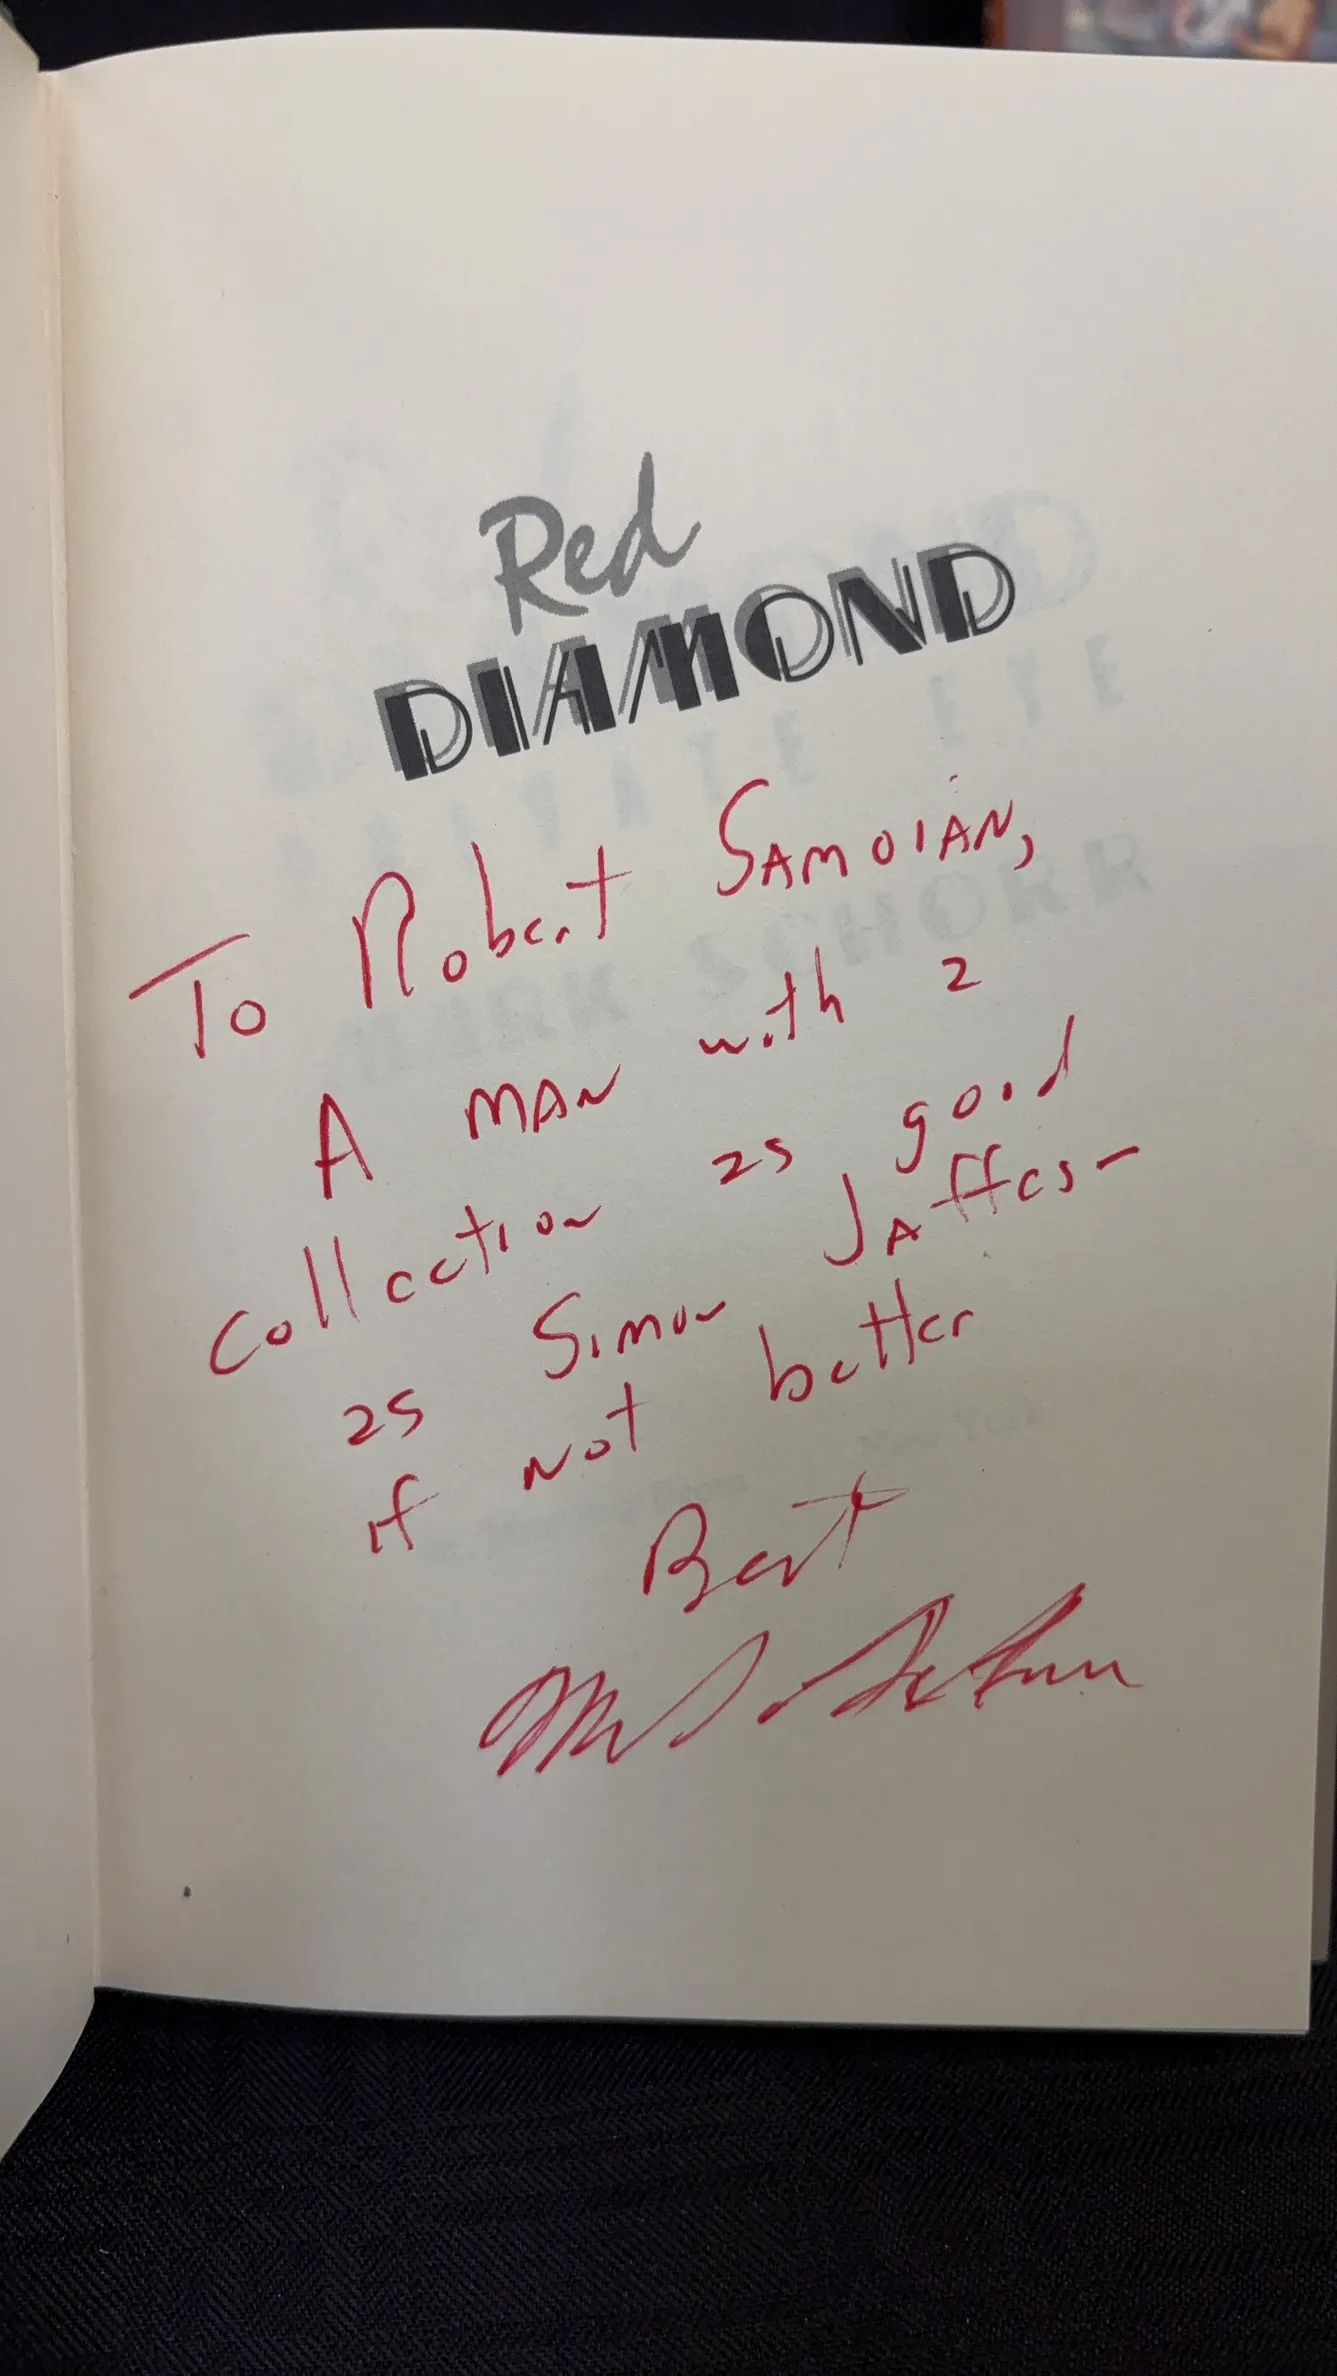 Red
DIAMOND
To Robert SAMOIAN,
A MAN with a
collection as good
as Simon JAffes-
if not better
Best